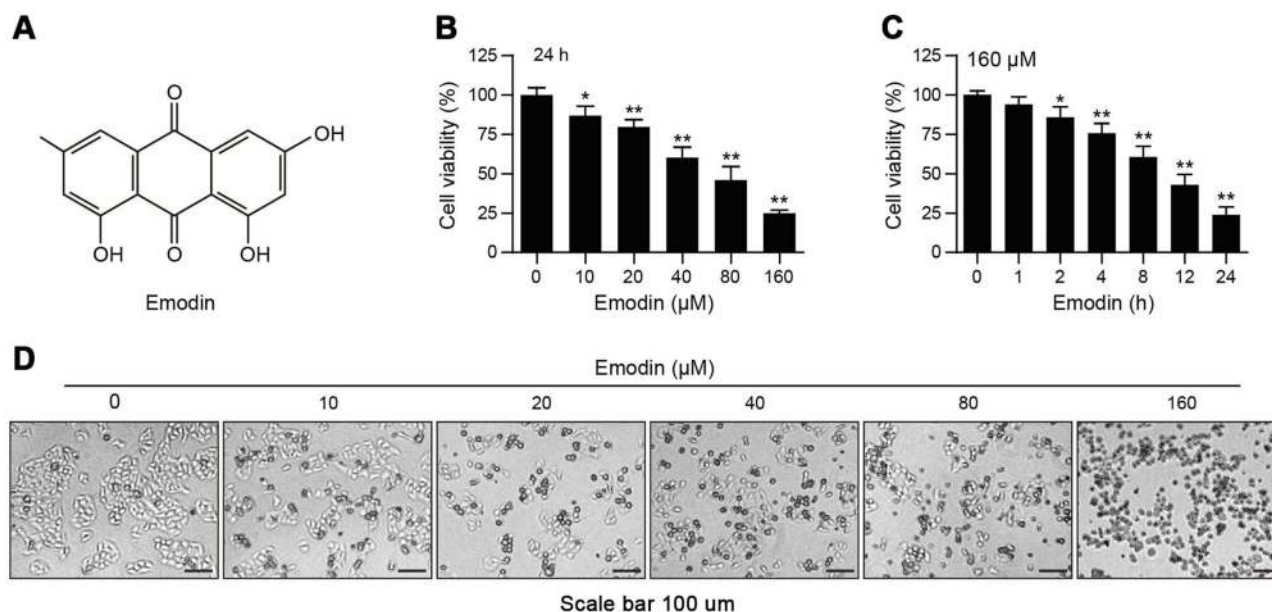 A
O
OH
OH
O
OH
Emodin
B
24 h
Cell viability (%)
125
100
75
50
25
0
*
**
**
**
**
0 10 20 40 80 160
Emodin (µM)
C
160 µM
Cell viability (%)
125
100
75
50
25
0
*
**
**
**
**
0 1 2 4 8 12 24
Emodin (h)
D
Emodin (µM)
0 10 20 40 80 160
Scale bar 100 um